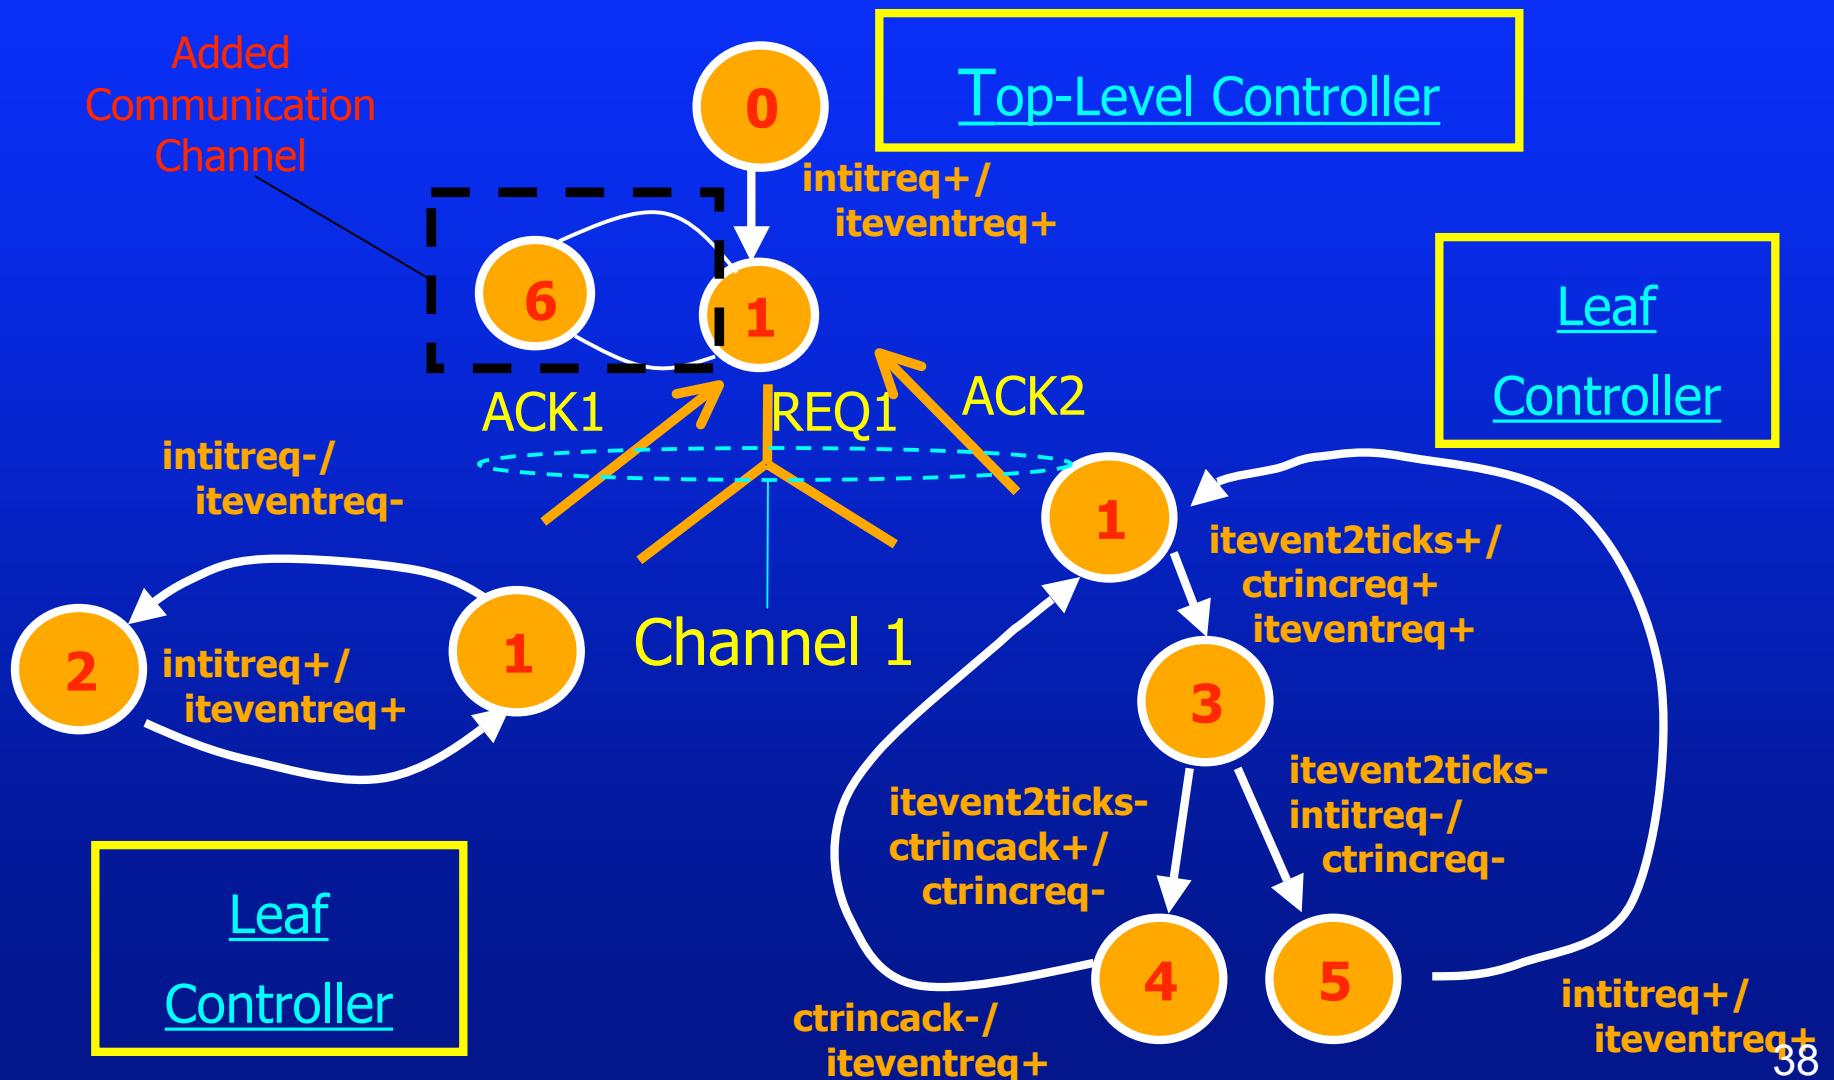 Added
Communication
Channel
0
Top-Level Controller
intitreq+/
iteventreq+
6
1
Leaf
Controller
ACK1
REQ1
ACK2
intitreq-/
iteventreq-
1
itevent2ticks+/
ctrincreq+
iteventreq+
Channel 1
2
intitreq+/
iteventreq+
1
3
itevent2ticks-
ctrincack+/
ctrincreq-
itevent2ticks-
intitreq-/
ctrincreq-
Leaf
Controller
4
5
ctrincack-/
iteventreq+
intitreq+/
iteventreq+
38